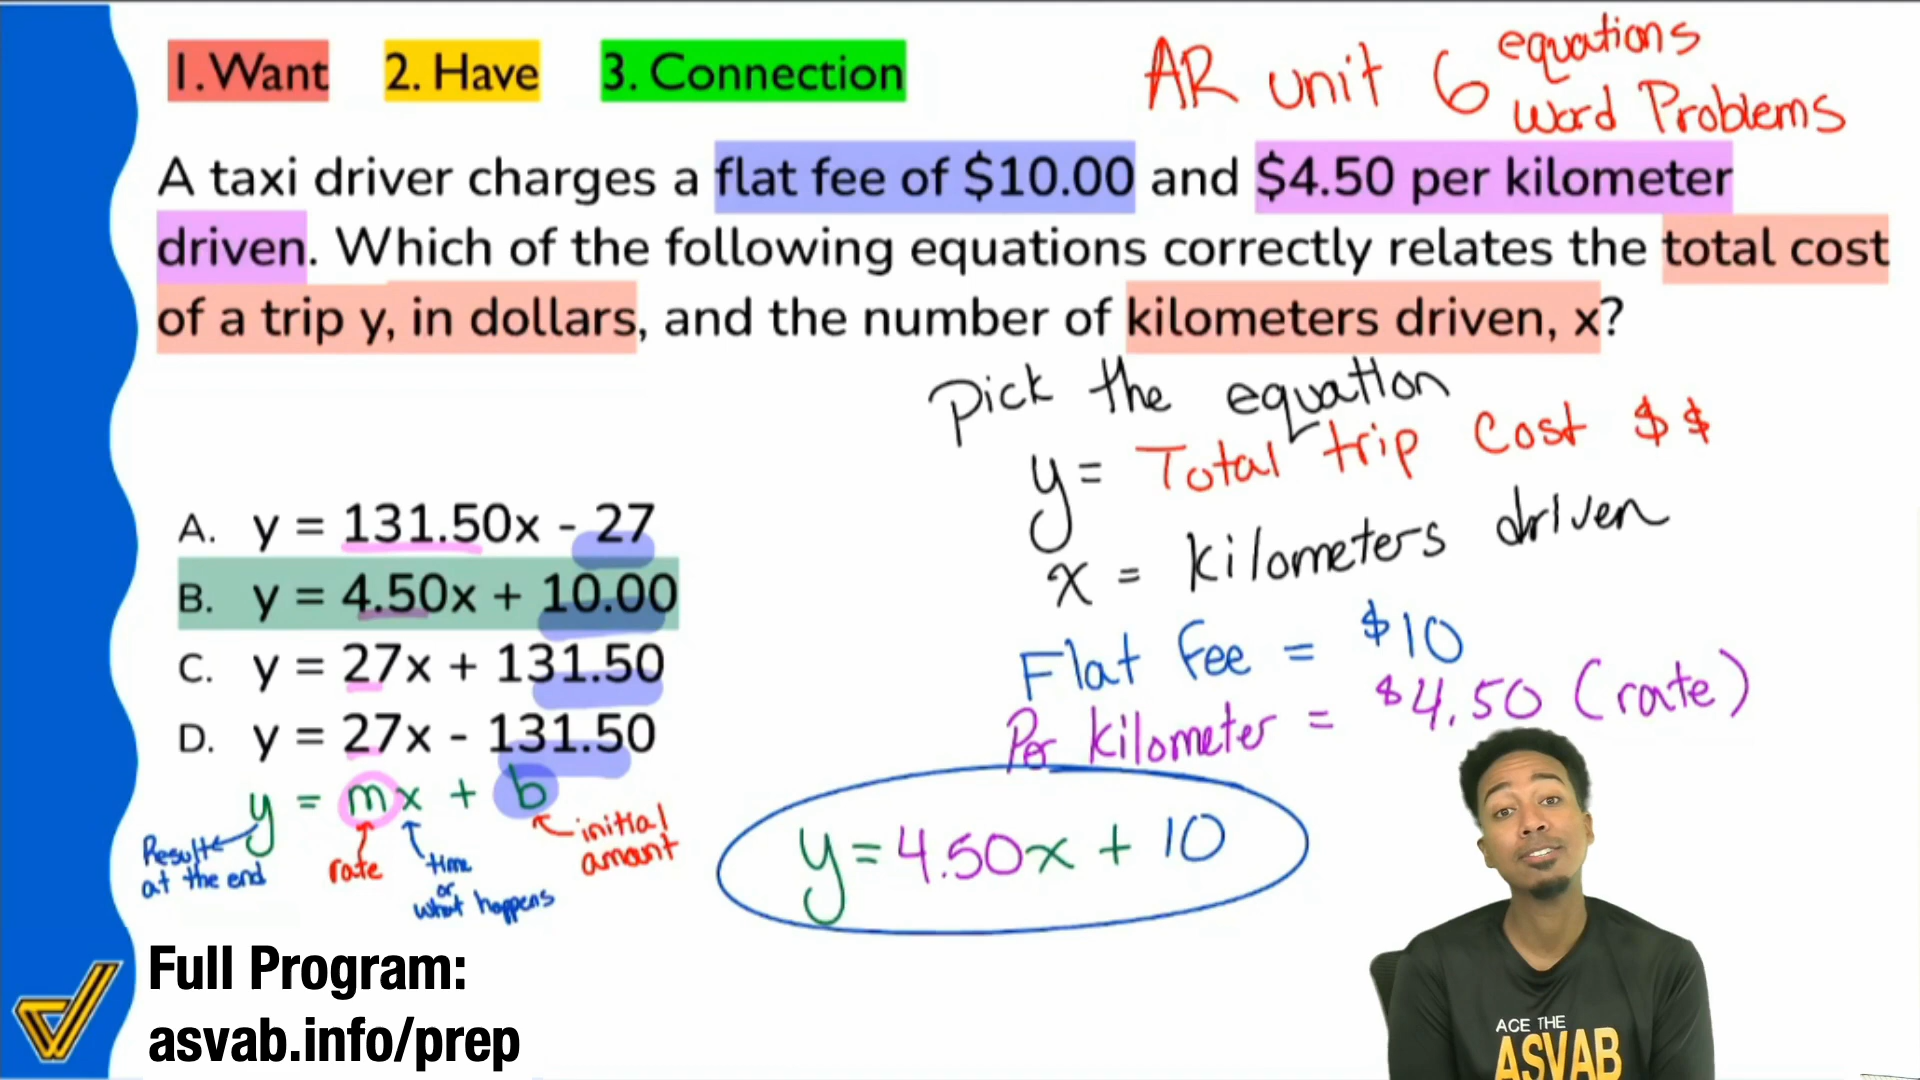 1. Want 2. Have 3. Connection
AR unit 6 equations
Word Problems
A taxi driver charges a flat fee of $10.00 and $4.50 per kilometer
driven. Which of the following equations correctly relates the total cost
of a trip y, in dollars, and the number of kilometers driven, x?
Pick the equation
y = Total trip Cost $$
x = kilometers driven
Flat Fee = $10
Per kilometer = $4.50 (rate)
A. y = 131.50x - 27
B. y = 4.50x + 10.00
C. y = 27x + 131.50
D. y = 27x - 131.50
y = mx + b
Result
at the end
rate
time
or
what happens
initial
amount
y = 4.50x + 10
Full Program:
asvab.info/prep
ACE THE
ASVAB